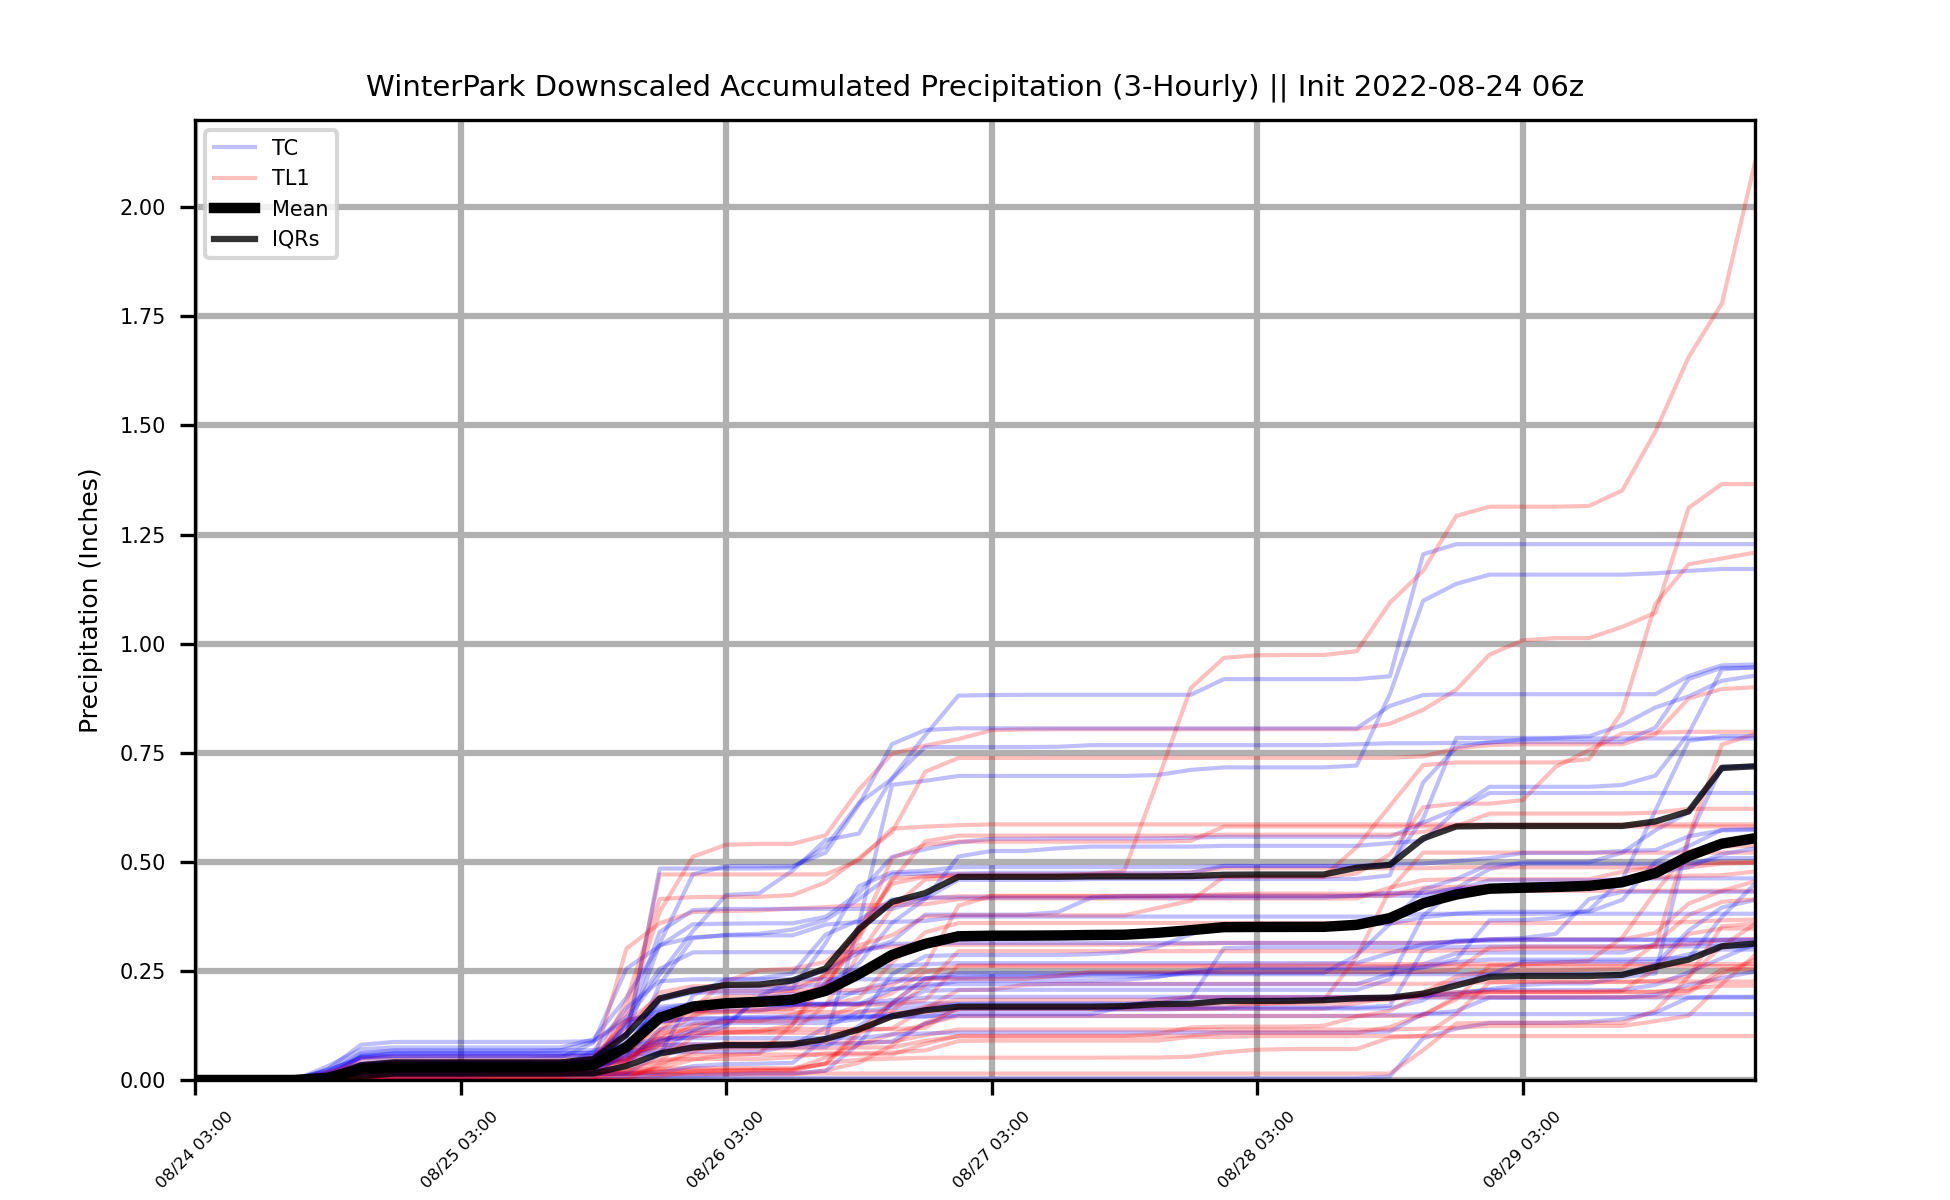 WinterPark Downscaled Accumulated Precipitation (3-Hourly) || Init 2022-08-24 06z
TC
TL1
Mean
IQRs
Precipitation (Inches)
2.00
1.75
1.50
1.25
1.00
0.75
0.50
0.25
0.00
08/24 03:00
08/25 03:00
08/26 03:00
08/27 03:00
08/28 03:00
08/29 03:00